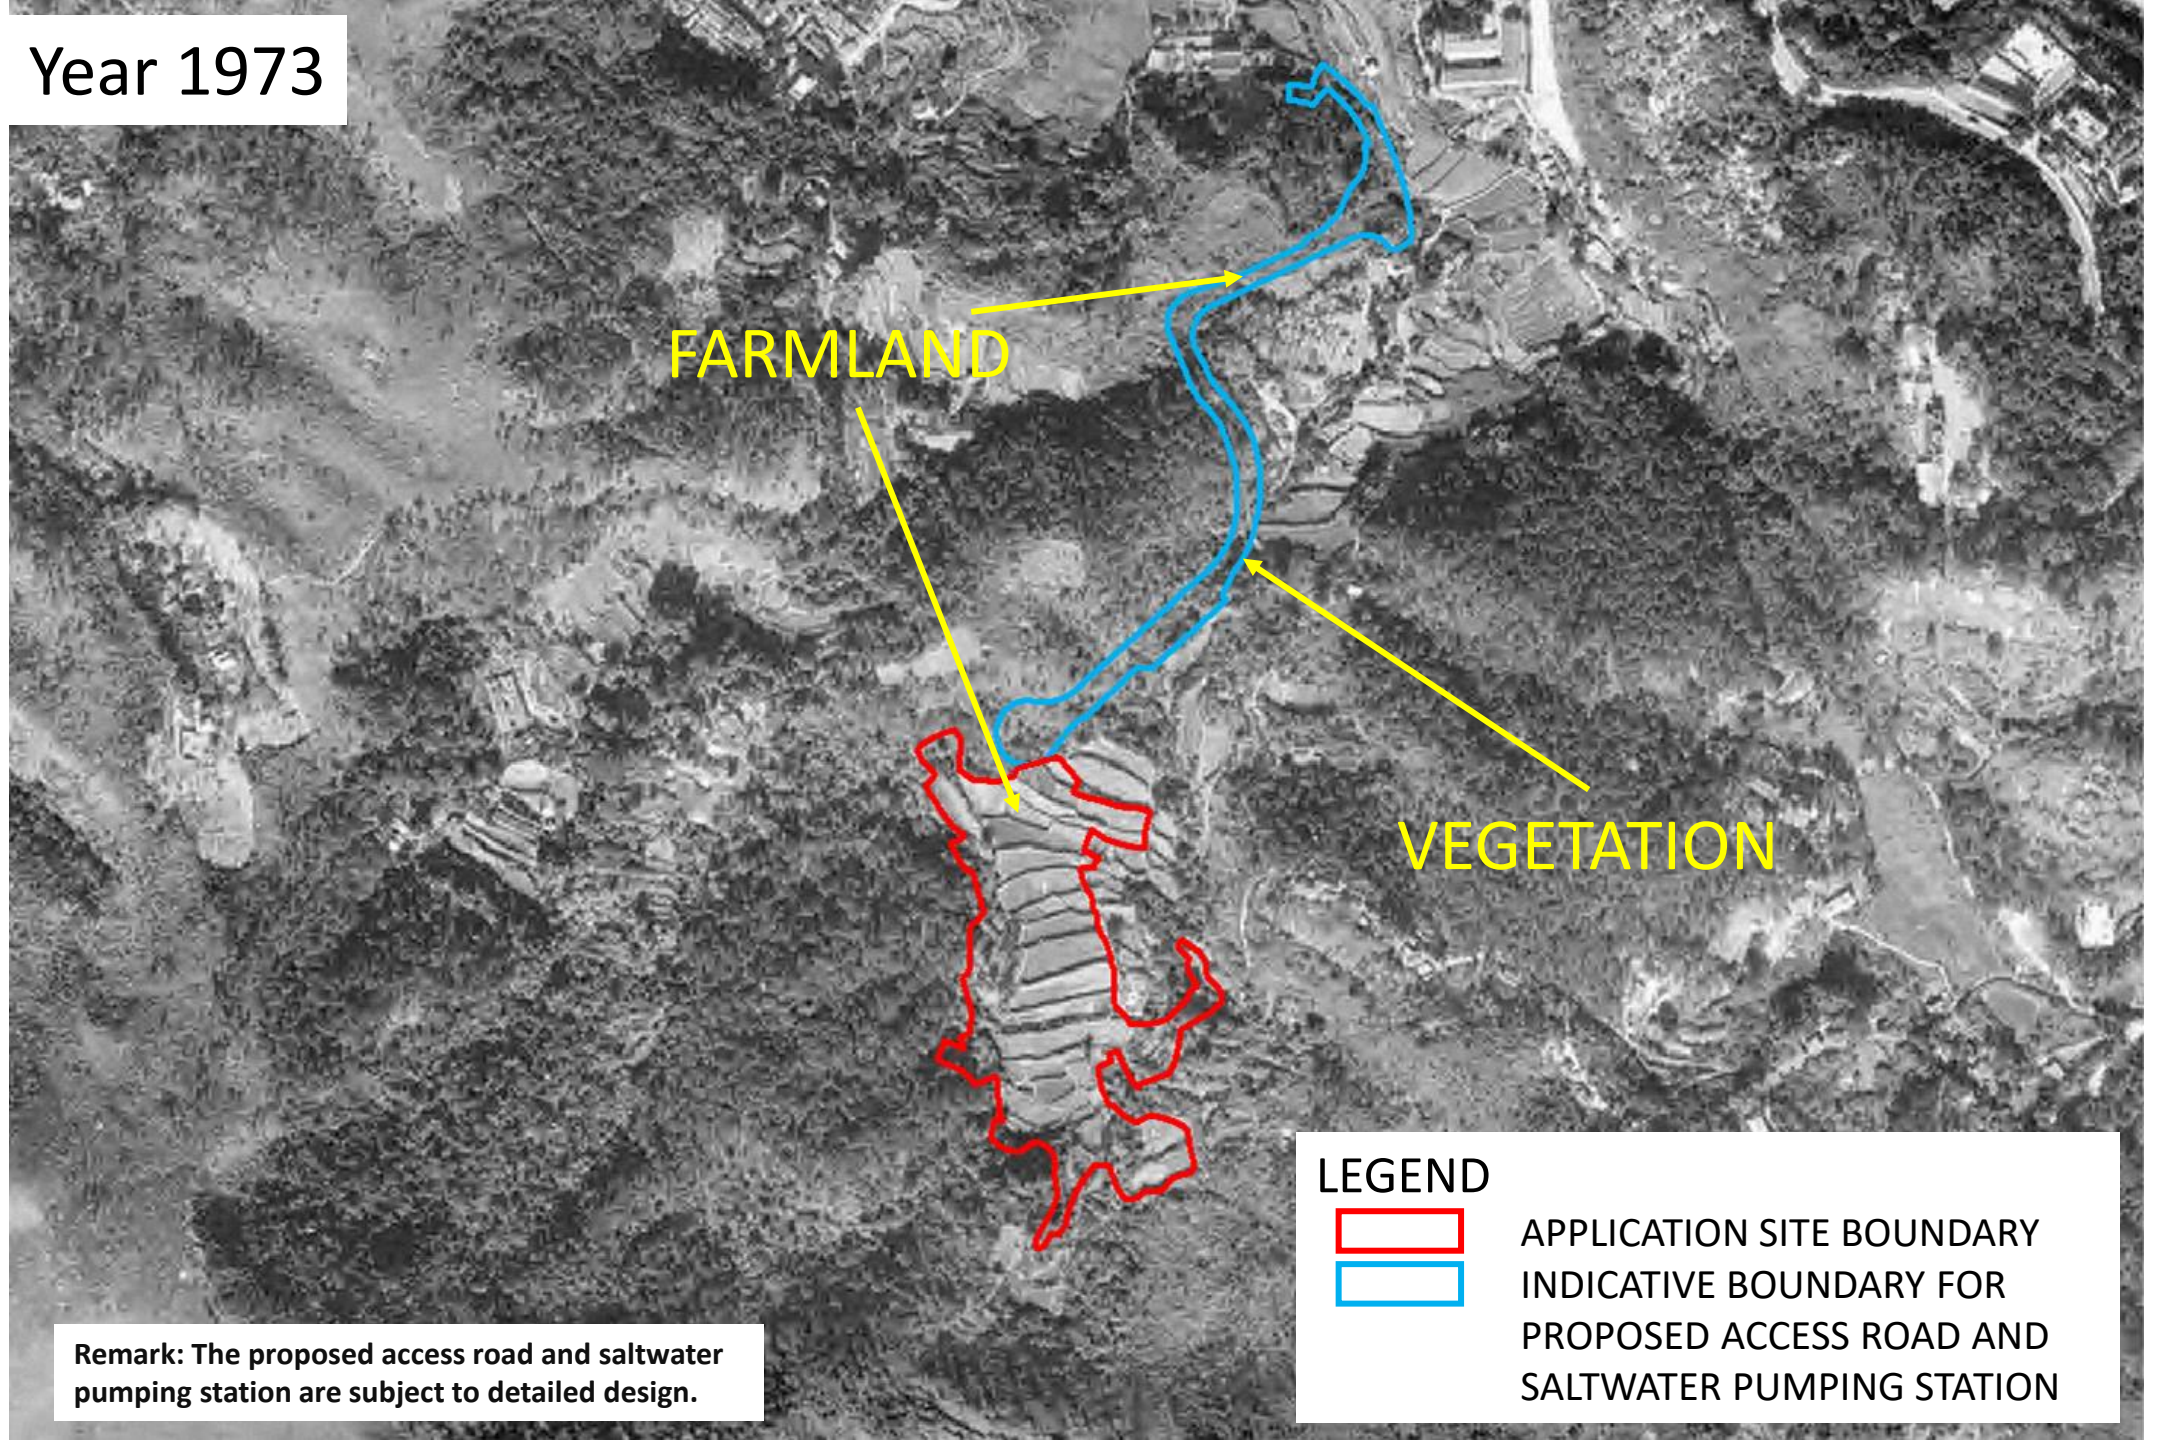 Year 1973
FARMLAND
VEGETATION
LEGEND
APPLICATION SITE BOUNDARY
INDICATIVE BOUNDARY FOR
PROPOSED ACCESS ROAD AND
SALTWATER PUMPING STATION
Remark: The proposed access road and saltwater
pumping station are subject to detailed design.